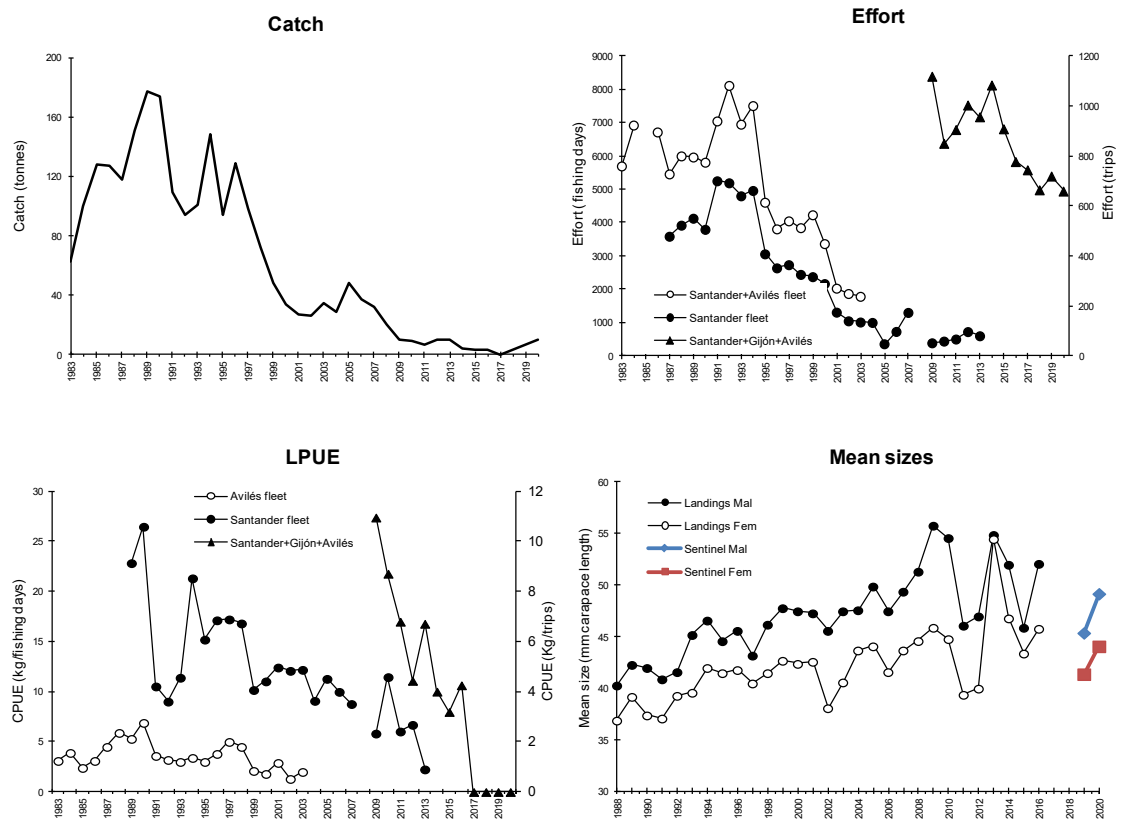 Catch
Catch (tonnes)
200
160
120
80
40
0
1983 1985 1987 1989 1991 1993 1995 1997 1999 2001 2003 2005 2007 2009 2011 2013 2015 2017 2019
Effort
Effort ( fishing days)
9000
8000
7000
6000
5000
4000
3000
2000
1000
0
Santander+Avilés fleet
Santander fleet
Santander+Gijón+Avilés
1200
1000
800
600
400
200
0
Effort (trips)
1983 1985 1987 1989 1991 1993 1995 1997 1999 2001 2003 2005 2007 2009 2011 2013 2015 2017 2019
LPUE
CPUE (kg/fishing days)
30
25
20
15
10
5
0
Avilés fleet
Santander fleet
Santander+Gijón+Avilés
12
10
8
6
4
2
0
CPUE (Kg/trips)
1983 1985 1987 1989 1991 1993 1995 1997 1999 2001 2003 2005 2007 2009 2011 2013 2015 2017 2019
Mean sizes
Mean size (mm carapace length)
60
55
50
45
40
35
30
Landings Mal
Landings Fem
Sentinel Mal
Sentinel Fem
1988 1990 1992 1994 1996 1998 2000 2002 2004 2006 2008 2010 2012 2014 2016 2018 2020